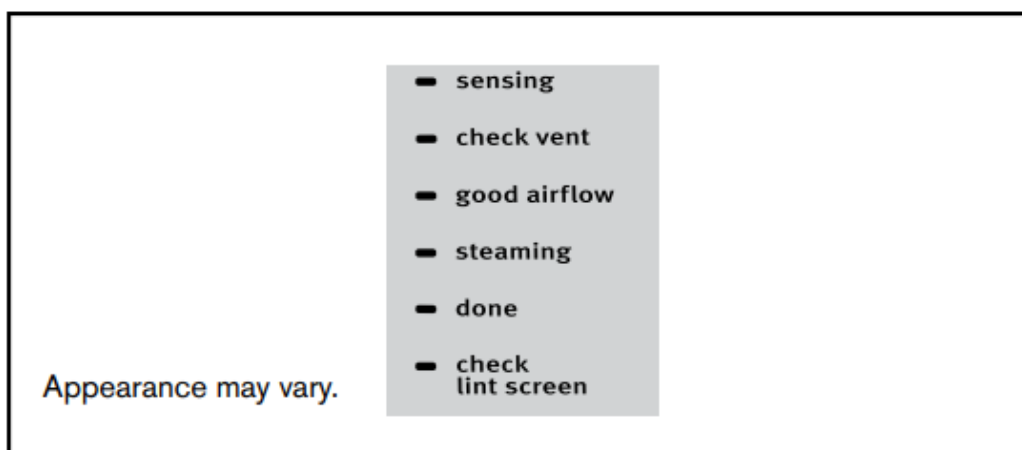 sensing
check vent
good airflow
steaming
done
check
lint screen
Appearance may vary.